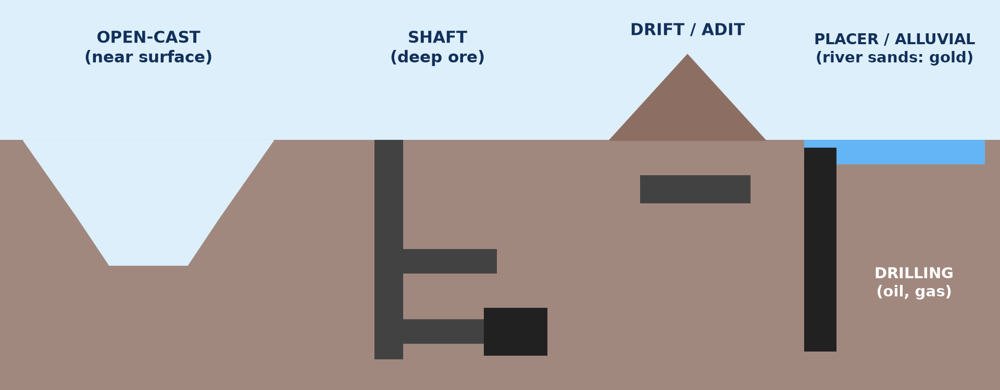 OPEN-CAST
(near surface)
SHAFT
(deep ore)
DRIFT / ADIT
PLACER / ALLUVIAL
(river sands: gold)
DRILLING
(oil, gas)